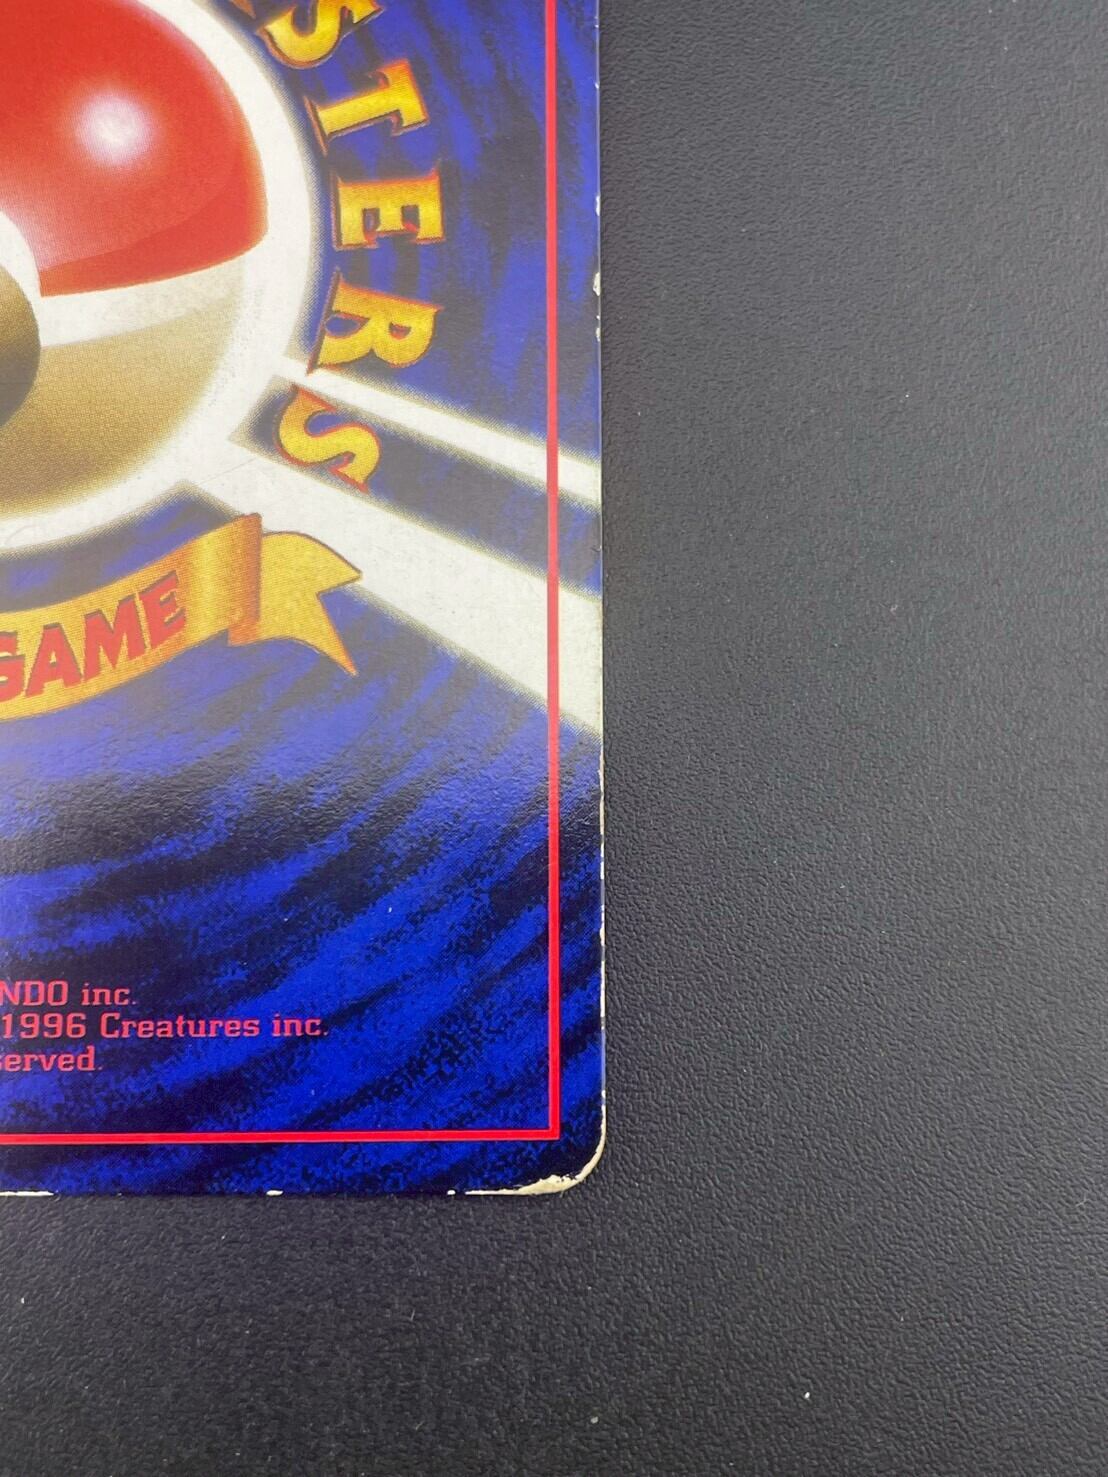 STERS
GAME
NDO inc.
1996 Creatures inc.
served.